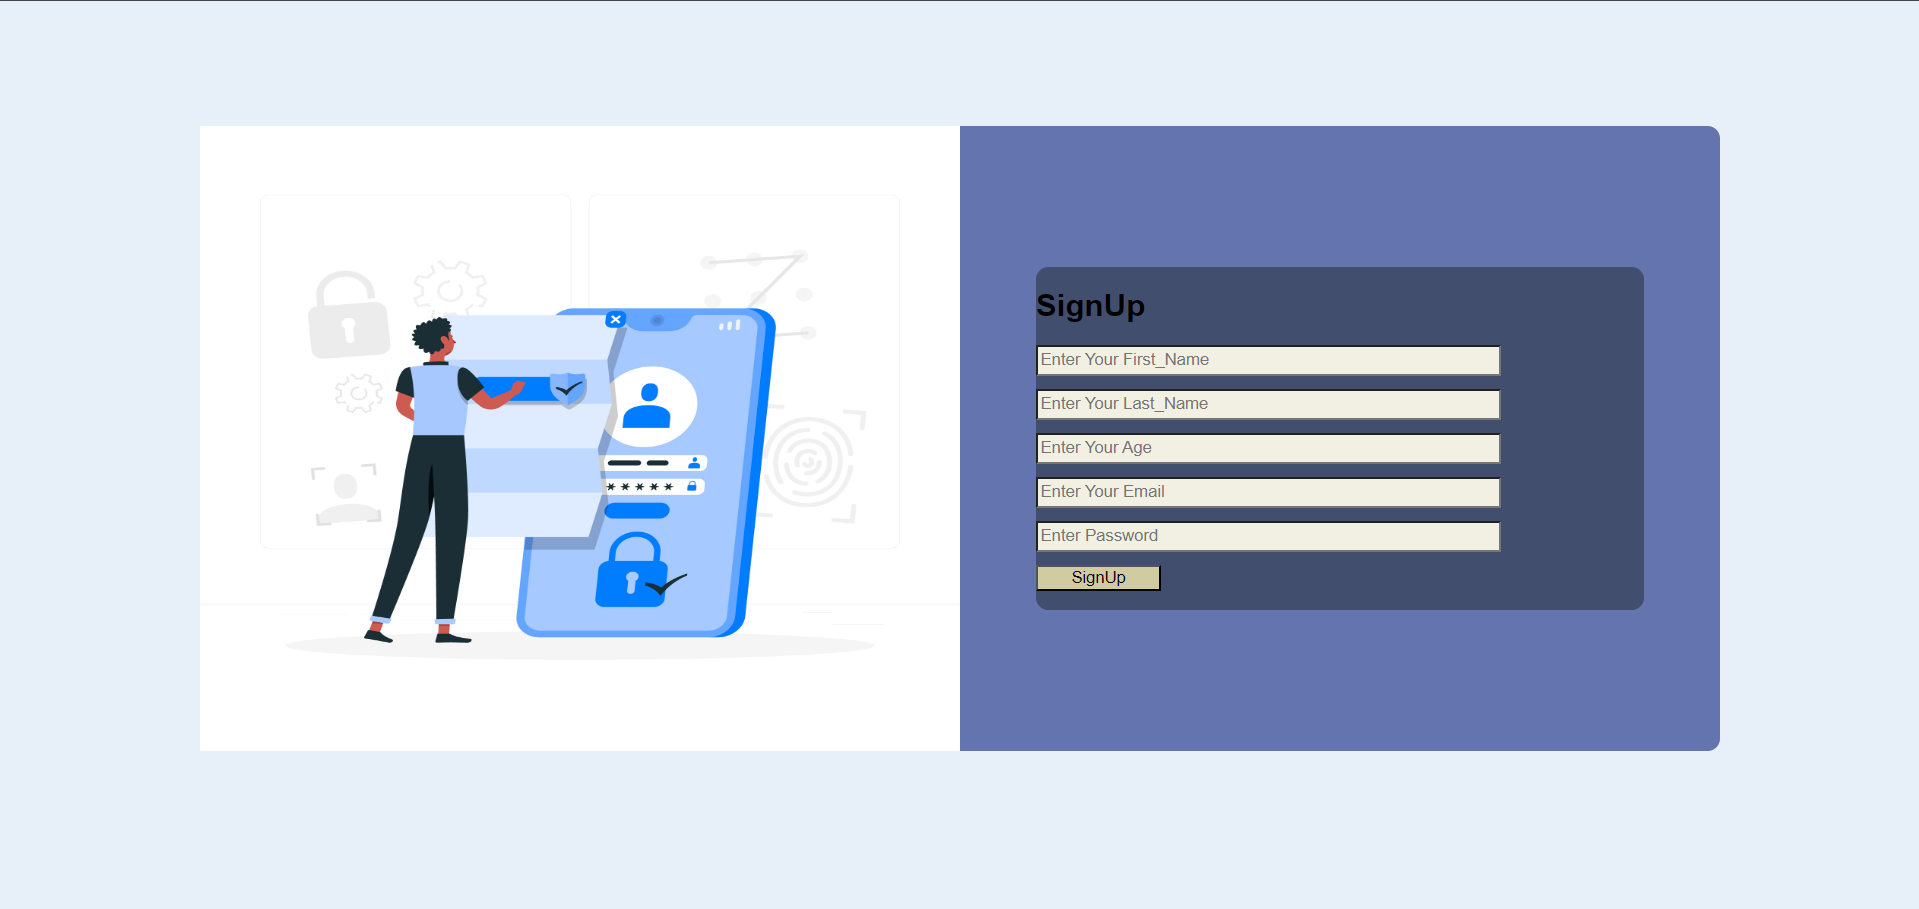 SignUp
Enter Your First_Name
Enter Your Last_Name
Enter Your Age
Enter Your Email
Enter Password
SignUp